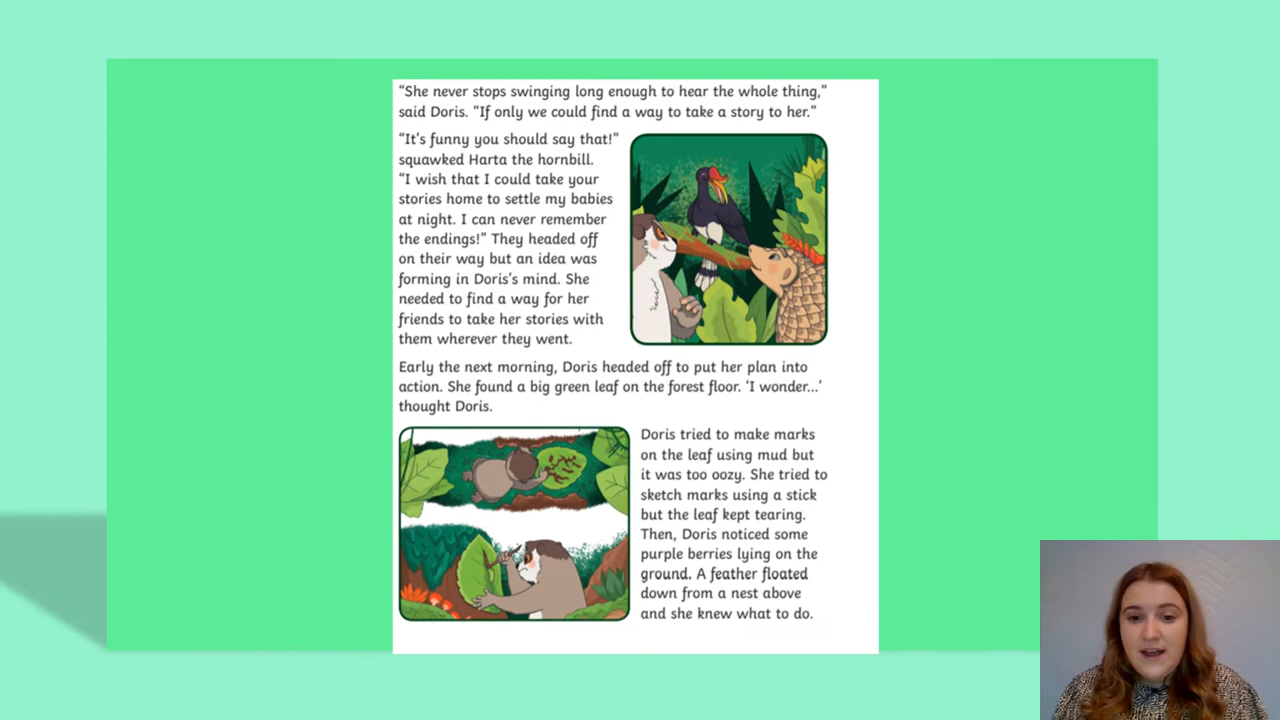 “She never stops swinging long enough to hear the whole thing,”
said Doris. “If only we could find a way to take a story to her.”
“It’s funny you should say that!”
squawked Harta the hornbill.
“I wish that I could take your
stories home to settle my babies
at night. I can never remember
the endings!” They headed off
on their way but an idea was
forming in Doris’s mind. She
needed to find a way for her
friends to take her stories with
them wherever they went.
Early the next morning, Doris headed off to put her plan into
action. She found a big green leaf on the forest floor. ‘I wonder...’
thought Doris.
Doris tried to make marks
on the leaf using mud but
it was too oozy. She tried to
sketch marks using a stick
but the leaf kept tearing.
Then, Doris noticed some
purple berries lying on the
ground. A feather floated
down from a nest above
and she knew what to do.